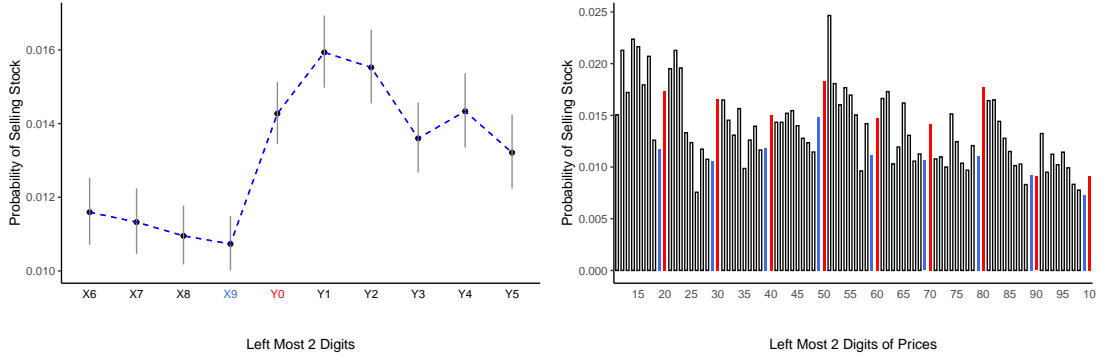 Probability of Selling Stock
0.016
0.014
0.012
0.010
X6 X7 X8 X9 Y0 Y1 Y2 Y3 Y4 Y5
Left Most 2 Digits
Probability of Selling Stock
0.025
0.020
0.015
0.010
0.005
0.000
15 20 25 30 35 40 45 50 55 60 65 70 75 80 85 90 95 10
Left Most 2 Digits of Prices